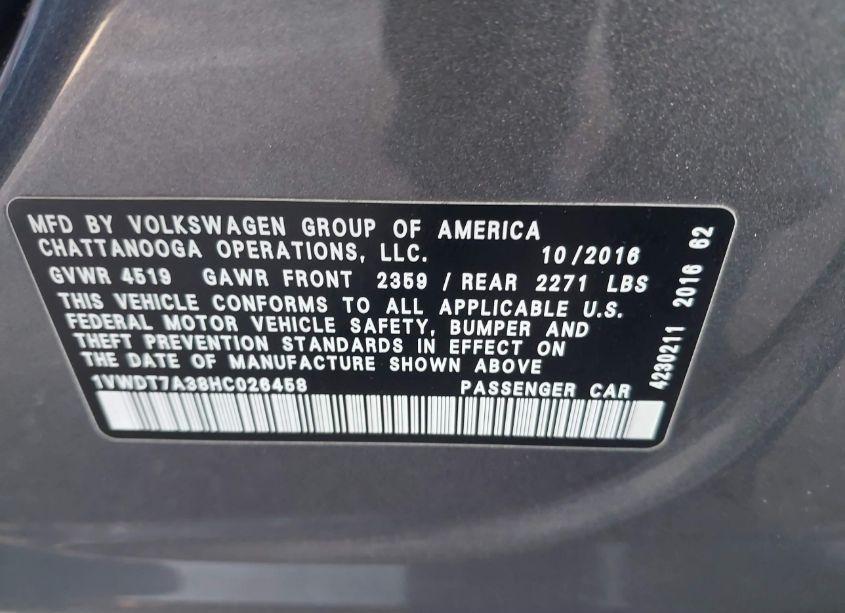 MFD BY VOLKSWAGEN GROUP OF AMERICA
CHATTANOOGA OPERATIONS, LLC. 10/2016
GVWR 4519 GAWR FRONT 2359 / REAR 2271 LBS
THIS VEHICLE CONFORMS TO ALL APPLICABLE U.S.
FEDERAL MOTOR VEHICLE SAFETY, BUMPER AND
THEFT PREVENTION STANDARDS IN EFFECT ON
THE DATE OF MANUFACTURE SHOWN ABOVE
1VWDT7A38HC026458 PASSENGER CAR
4230211 2016 62